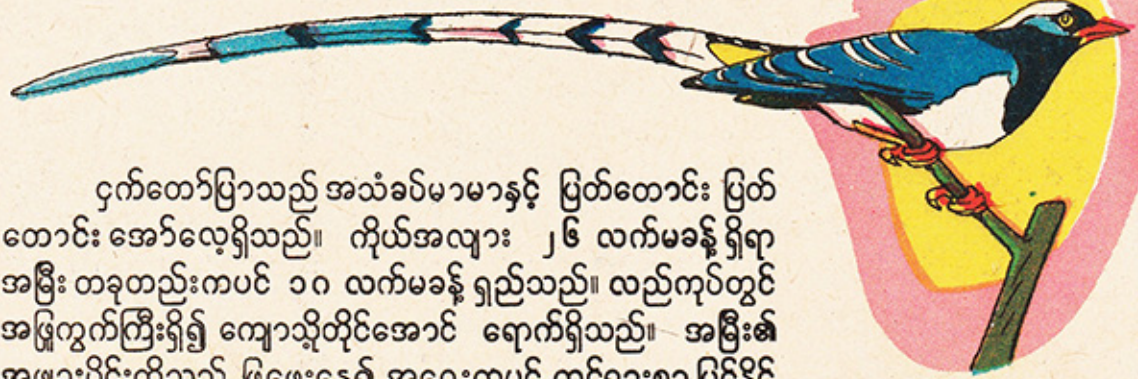 ငှက်တော်ပြာသည် အသံခပ်မာမာနှင့် ပြတ်တောင်း ပြတ်
တောင်း အော်လေ့ရှိသည်။ ကိုယ်အလျား ၂၆ လက်မခန့် ရှိရာ
အမြီး တခုတည်းကပင် ၁၈ လက်မခန့် ရှည်သည်။ လည်ကုပ်တွင်
အဖြူကွက်ကြီးရှိ၍ ကျောသို့တိုင်အောင် ရောက်ရှိသည်။ အမြီး၏